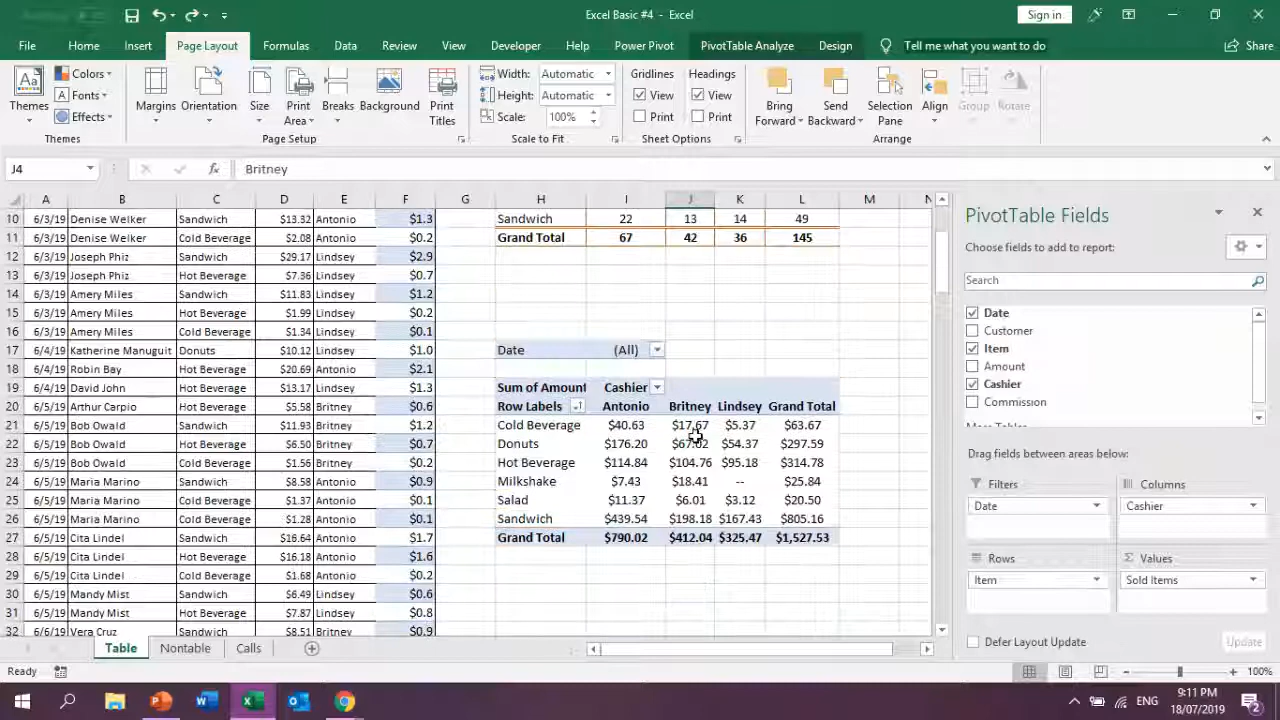 Excel Basic #4 - Excel
Sign in
File Home Insert Page Layout Formulas Data Review View Developer Help Power Pivot PivotTable Analyze Design Tell me what you want to do Share
Themes Colors Fonts Effects
Margins Orientation Size Print Area Breaks Background Print Titles
Width: Automatic
Height: Automatic
Scale: 100%
Gridlines Headings
View View
Print Print
Bring Forward Send Backward Selection Pane Align Group Rotate
Themes Page Setup Scale to Fit Sheet Options Arrange
J4 fx Britney
A B C D E F G H I J K L M N
10 6/3/19 Denise Welker Sandwich $13.32 Antonio $1.3 Sandwich 22 13 14 49
11 6/3/19 Denise Welker Cold Beverage $2.08 Antonio $0.2 Grand Total 67 42 36 145
12 6/3/19 Joseph Phiz Sandwich $29.17 Lindsey $2.9
13 6/3/19 Joseph Phiz Hot Beverage $7.36 Lindsey $0.7
14 6/3/19 Amery Miles Sandwich $11.83 Lindsey $1.2
15 6/3/19 Amery Miles Hot Beverage $1.99 Lindsey $0.2
16 6/3/19 Amery Miles Cold Beverage $1.34 Lindsey $0.1
17 6/4/19 Katherine Manuguit Donuts $10.12 Lindsey $1.0 Date (All)
18 6/4/19 Robin Bay Hot Beverage $20.69 Antonio $2.1
19 6/4/19 David John Hot Beverage $13.17 Lindsey $1.3 Sum of Amount Cashier
20 6/5/19 Arthur Carpio Hot Beverage $5.58 Britney $0.6 Row Labels Antonio Britney Lindsey Grand Total
21 6/5/19 Bob Owald Sandwich $11.93 Britney $1.2 Cold Beverage $40.63 $17.67 $5.37 $63.67
22 6/5/19 Bob Owald Hot Beverage $6.50 Britney $0.7 Donuts $176.20 $67.02 $54.37 $297.59
23 6/5/19 Bob Owald Cold Beverage $1.56 Britney $0.2 Hot Beverage $114.84 $104.76 $95.18 $314.78
24 6/5/19 Maria Marino Sandwich $8.58 Antonio $0.9 Milkshake $7.43 $18.41 -- $25.84
25 6/5/19 Maria Marino Cold Beverage $1.37 Antonio $0.1 Salad $11.37 $6.01 $3.12 $20.50
26 6/5/19 Maria Marino Cold Beverage $1.28 Antonio $0.1 Sandwich $439.54 $198.18 $167.43 $805.16
27 6/5/19 Cita Lindel Sandwich $16.64 Antonio $1.7 Grand Total $790.02 $412.04 $325.47 $1,527.53
28 6/5/19 Cita Lindel Hot Beverage $16.18 Antonio $1.6
29 6/5/19 Cita Lindel Cold Beverage $1.68 Antonio $0.2
30 6/5/19 Mandy Mist Sandwich $6.49 Lindsey $0.6
31 6/5/19 Mandy Mist Hot Beverage $7.87 Lindsey $0.8
32 6/6/19 Vera Cruz Sandwich $8.51 Britney $0.9
PivotTable Fields
Choose fields to add to report:
Search
Date
Customer
Item
Amount
Cashier
Commission
More Tables
Drag fields between areas below:
Filters Columns
Date Cashier
Rows Σ Values
Item Sold Items
Defer Layout Update Update
Table Nontable Calls
Ready 100%
ENG 9:11 PM
18/07/2019 2